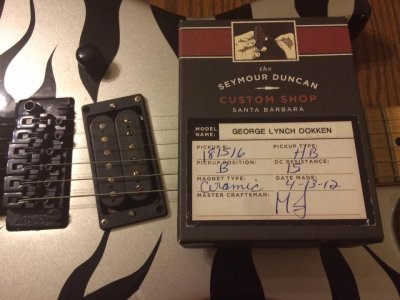 the
SEYMOUR DUNCAN
CUSTOM SHOP
SANTA BARBARA
MODEL NAME: GEORGE LYNCH DOKKEN
PICKUP #: TYPE:
181516 HB
PICKUP POSITION: DC RESISTANCE:
B 15
MAGNET TYPE: DATE MADE:
Ceramic 4-13-12
MASTER CRAFTSMAN:
MJ